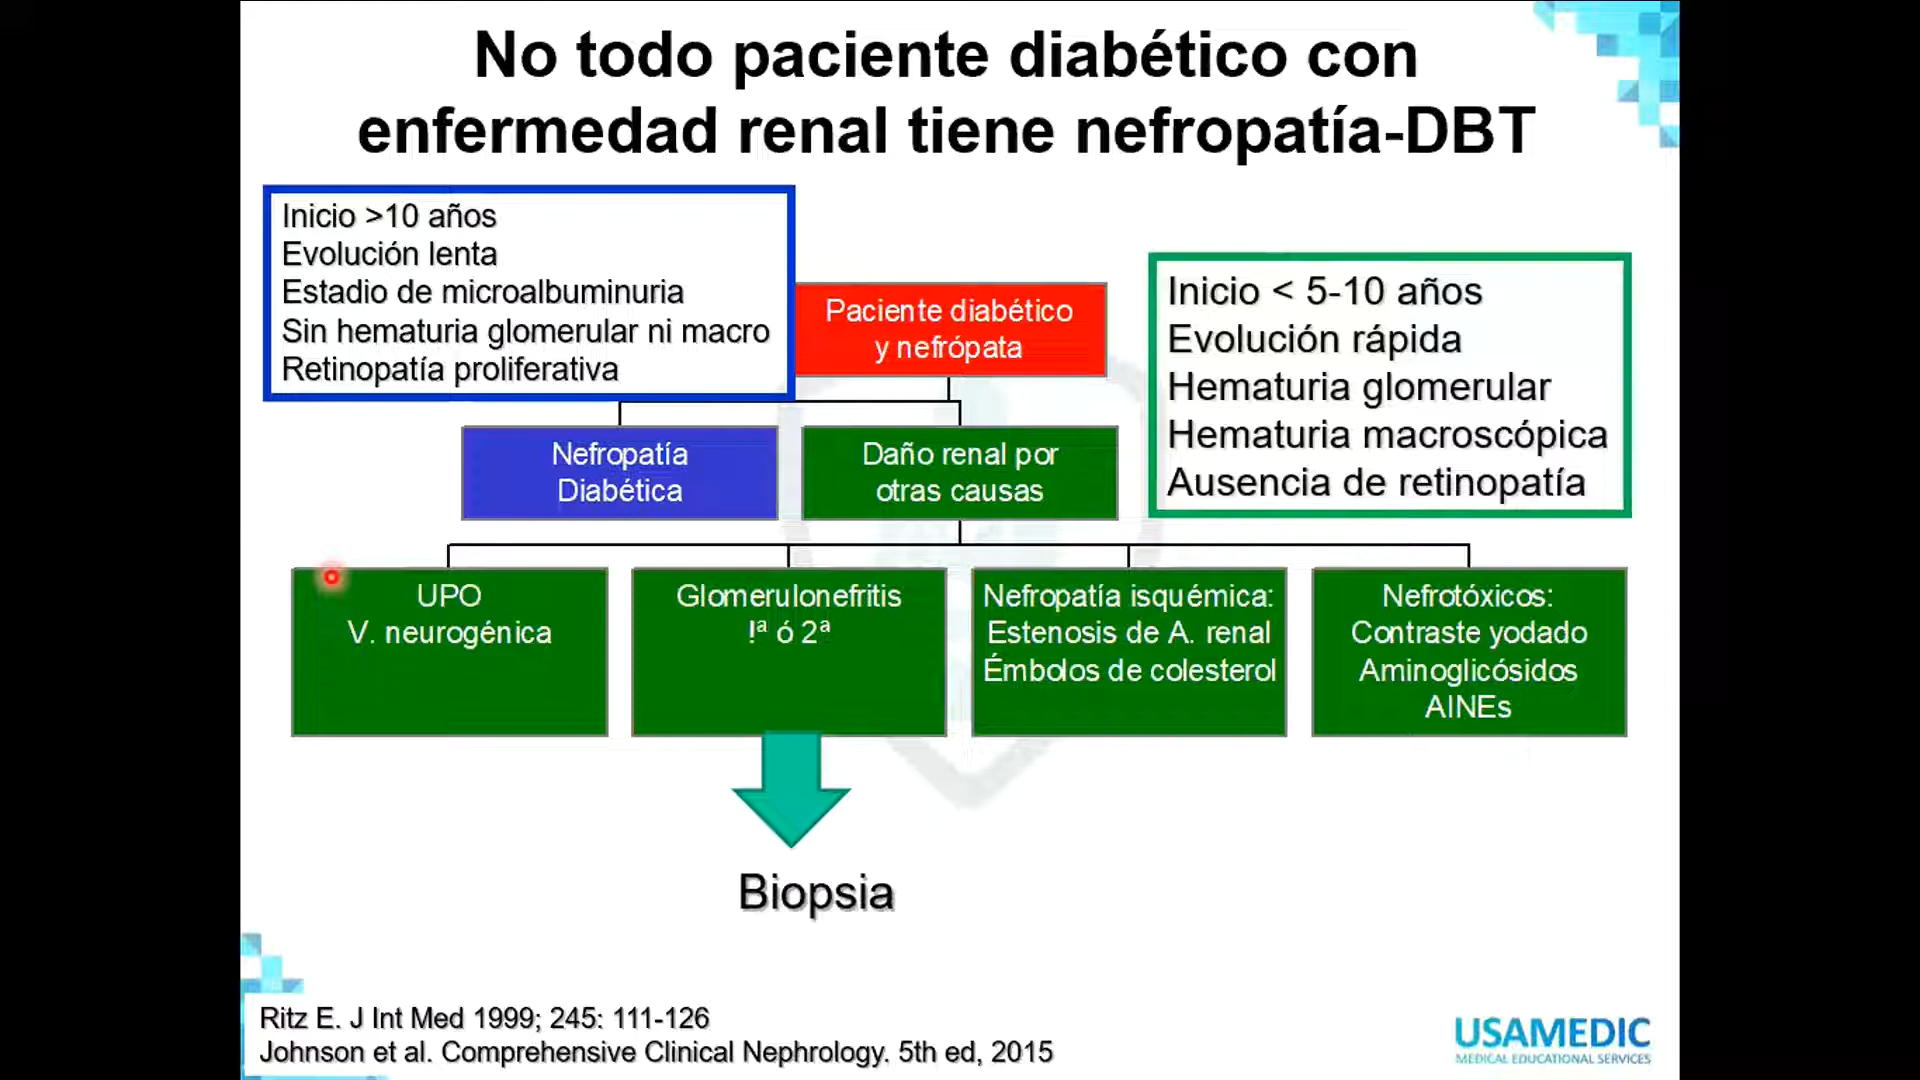 No todo paciente diabético con
enfermedad renal tiene nefropatía-DBT
Inicio >10 años
Evolución lenta
Estadio de microalbuminuria
Sin hematuria glomerular ni macro
Retinopatía proliferativa
Paciente diabético
y nefrópata
Inicio < 5-10 años
Evolución rápida
Hematuria glomerular
Hematuria macroscópica
Ausencia de retinopatía
Nefropatía
Diabética
Daño renal por
otras causas
UPO
V. neurogénica
Glomerulonefritis
!ª ó 2ª
Nefropatía isquémica:
Estenosis de A. renal
Émbolos de colesterol
Nefrotóxicos:
Contraste yodado
Aminoglicósidos
AINEs
Biopsia
Ritz E. J Int Med 1999; 245: 111-126
Johnson et al. Comprehensive Clinical Nephrology. 5th ed, 2015
USAMEDIC
MEDICAL EDUCATIONAL SERVICES